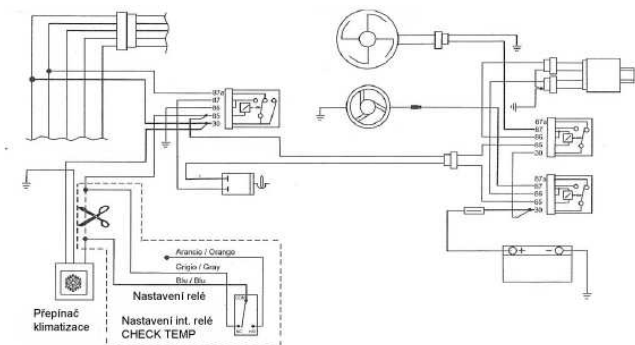 87a
87
86
85
30
87a
87
86
85
30
87a
87
86
85
30
+ −
Arancio / Orango
Grigio / Gray
Blu / Blu
Nastavení relé
Přepínač
klimatizace
Nastavení int. relé
CHECK TEMP